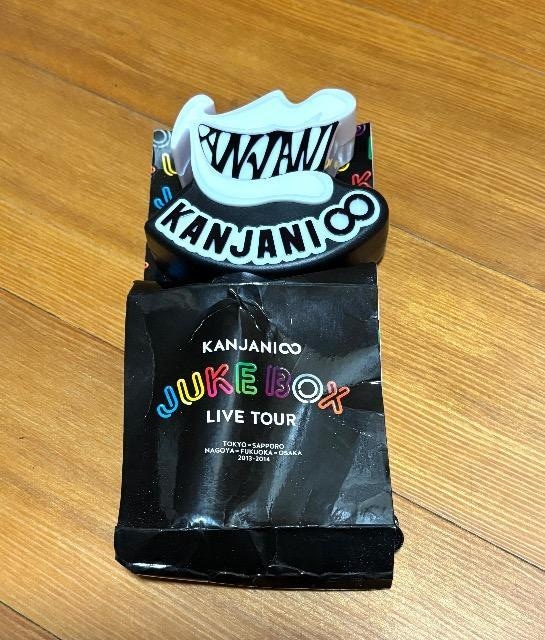 KANJANI
KANJANI∞
KANJANI∞
JUKE BOX
LIVE TOUR
TOKYO=SAPPORO
NAGOYA=FUKUOKA=OSAKA
2013-2014